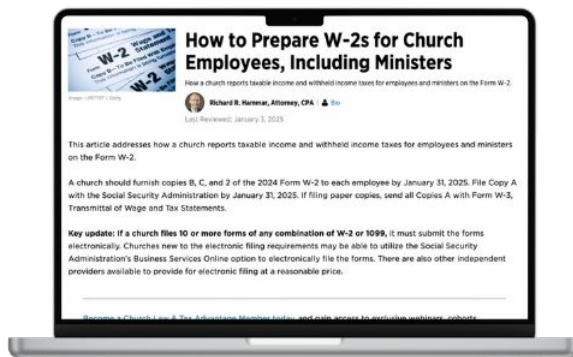 W-2 Wage and
Statement
W-2
How to Prepare W-2s for Church
Employees, Including Ministers
How a church reports taxable income and withheld income taxes for employees and ministers on the Form W-2.
Richard R. Hammar, Attorney, CPA | Bio
Last Reviewed: January 3, 2025
This article addresses how a church reports taxable income and withheld income taxes for employees and ministers
on the Form W-2.
A church should furnish copies B, C, and 2 of the 2024 Form W-2 to each employee by January 31, 2025. File Copy A
with the Social Security Administration by January 31, 2025. If filing paper copies, send all Copies A with Form W-3,
Transmittal of Wage and Tax Statements.
Key update: If a church files 10 or more forms of any combination of W-2 or 1099, it must submit the forms
electronically. Churches new to the electronic filing requirements may be able to utilize the Social Security
Administration's Business Services Online option to electronically file the forms. There are also other independent
providers available to provide for electronic filing at a reasonable price.
Become a Church Law & Tax Advantage Member today, and gain access to exclusive webinars, cohorts,